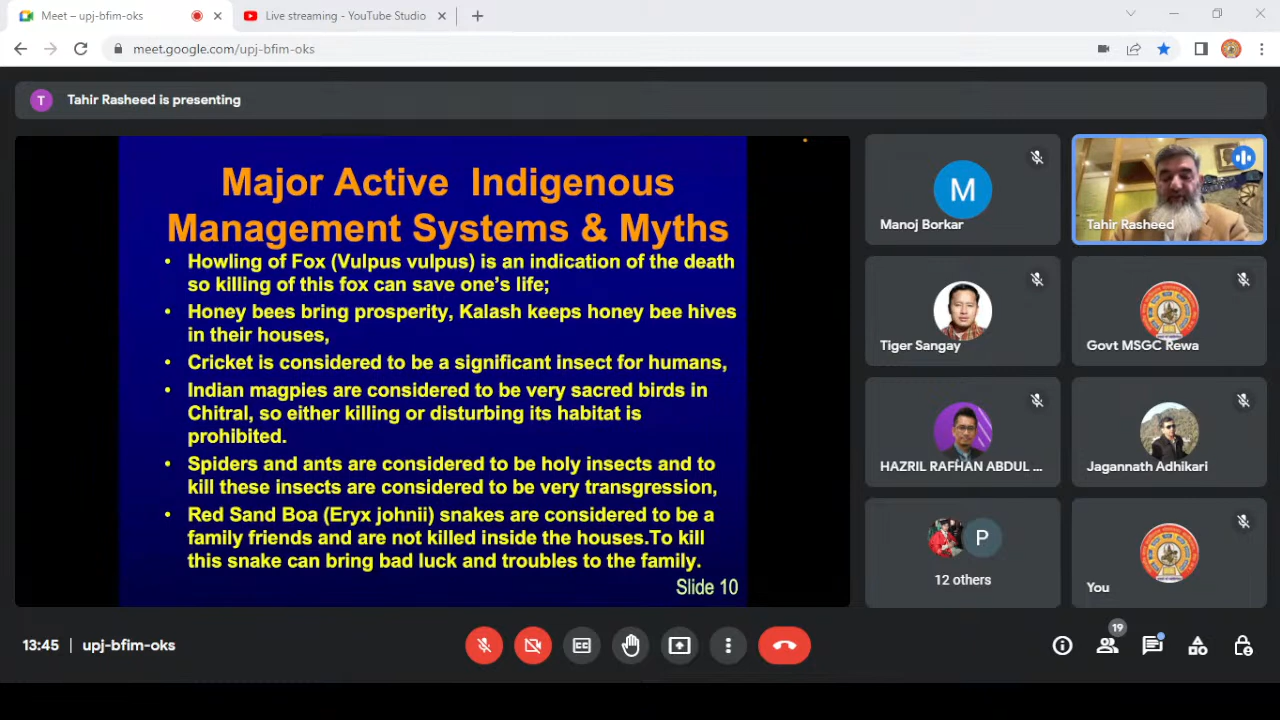 Meet – upj-bfim-oks
Live streaming - YouTube Studio
meet.google.com/upj-bfim-oks
T
Tahir Rasheed is presenting
Major Active Indigenous
Management Systems & Myths
• Howling of Fox (Vulpus vulpus) is an indication of the death
so killing of this fox can save one's life;
• Honey bees bring prosperity, Kalash keeps honey bee hives
in their houses,
• Cricket is considered to be a significant insect for humans,
• Indian magpies are considered to be very sacred birds in
Chitral, so either killing or disturbing its habitat is
prohibited.
• Spiders and ants are considered to be holy insects and to
kill these insects are considered to be very transgression,
• Red Sand Boa (Eryx johnii) snakes are considered to be a
family friends and are not killed inside the houses.To kill
this snake can bring bad luck and troubles to the family.
Slide 10
M
Manoj Borkar
Tahir Rasheed
Tiger Sangay
Govt MSGC Rewa
HAZRIL RAFHAN ABDUL ...
Jagannath Adhikari
P
12 others
You
13:45 | upj-bfim-oks
CC
19